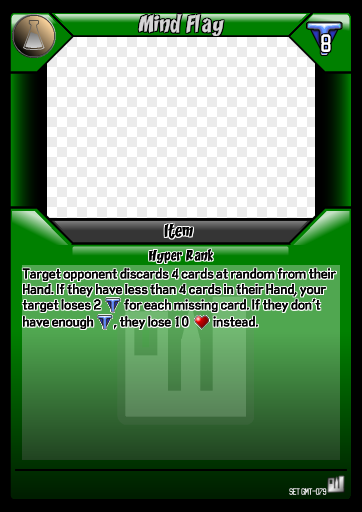 Mind Flay
8
Item
Hyper Rank
Target opponent discards 4 cards at random from their
Hand. If they have less than 4 cards in their Hand, your
target loses 2 for each missing card. If they don't
have enough , they lose 10 instead.
SET GMT-079